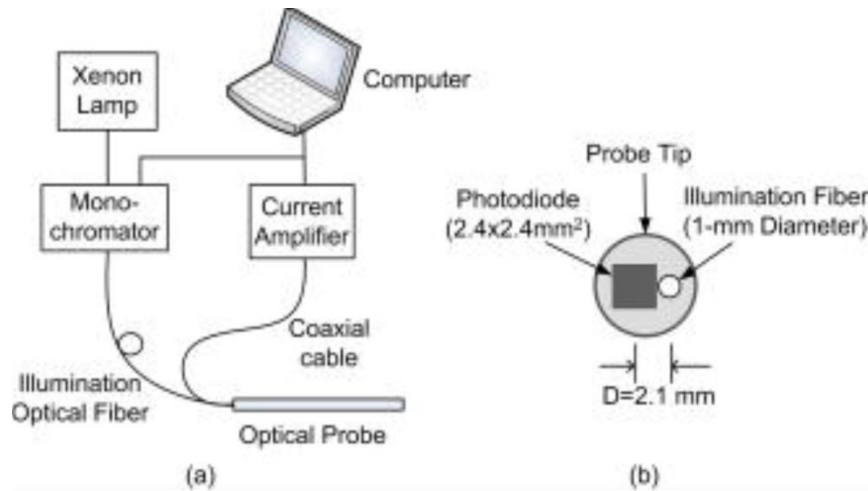 Xenon
Lamp
Computer
Mono-
chromator
Current
Amplifier
Coaxial
cable
Illumination
Optical Fiber
Optical Probe
(a)
Probe Tip
Photodiode
(2.4x2.4mm²)
Illumination Fiber
(1-mm Diameter)
D=2.1 mm
(b)